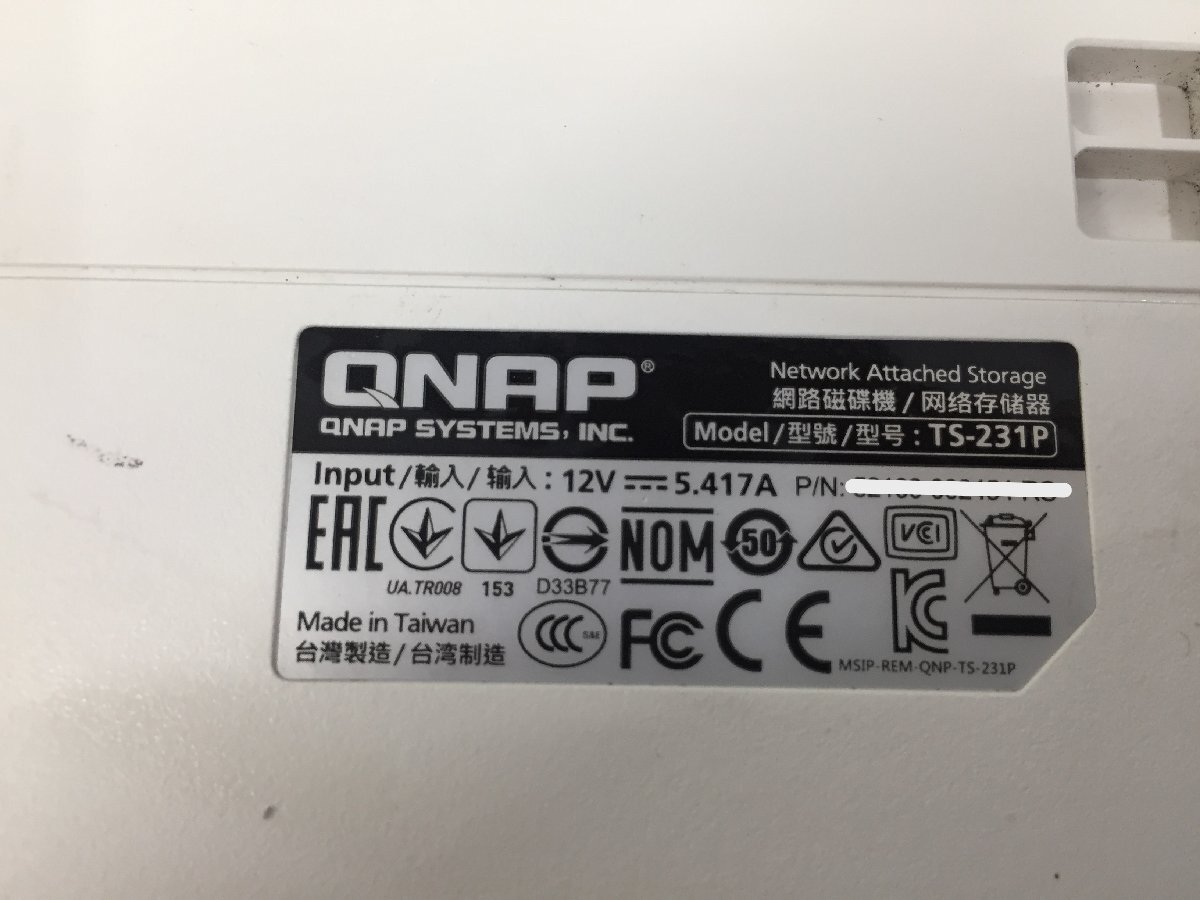 QNAP®
QNAP SYSTEMS, INC.
Network Attached Storage
網路磁碟機 / 网络存储器
Model/型號/型号 : TS-231P
Input/輸入/输入 : 12V ⎓ 5.417A P/N:
EAC
UA.TR008
153
D33B77
NOM
50
VCI
Made in Taiwan
台灣製造/台湾制造
CCC S&E
FC
CE
KC
MSIP-REM-QNP-TS-231P